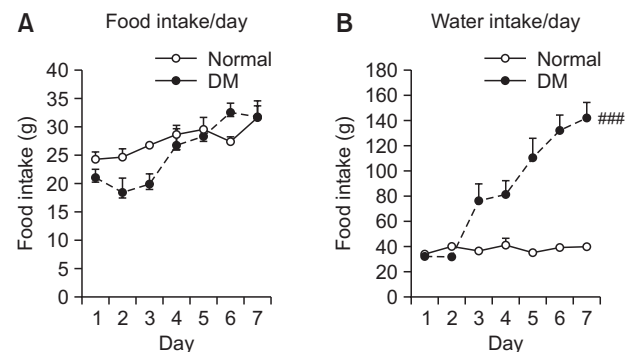 A Food intake/day
Normal
DM
Food intake (g)
40
35
30
25
20
15
10
5
0
1 2 3 4 5 6 7
Day
B Water intake/day
Normal
DM
Food intake (g)
180
160
140
120
100
80
60
40
20
0
###
1 2 3 4 5 6 7
Day